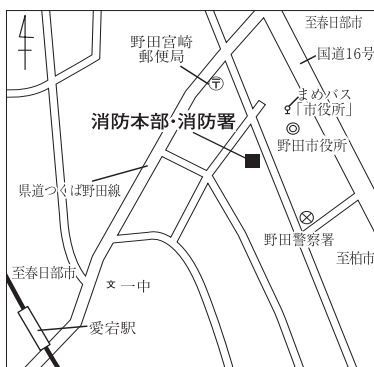 至春日部市
野田宮崎
郵便局
国道16号
まめバス
「市役所」
消防本部・消防署
野田市役所
県道つくば野田線
野田警察署
至柏市
至春日部市
文 一中
愛宕駅